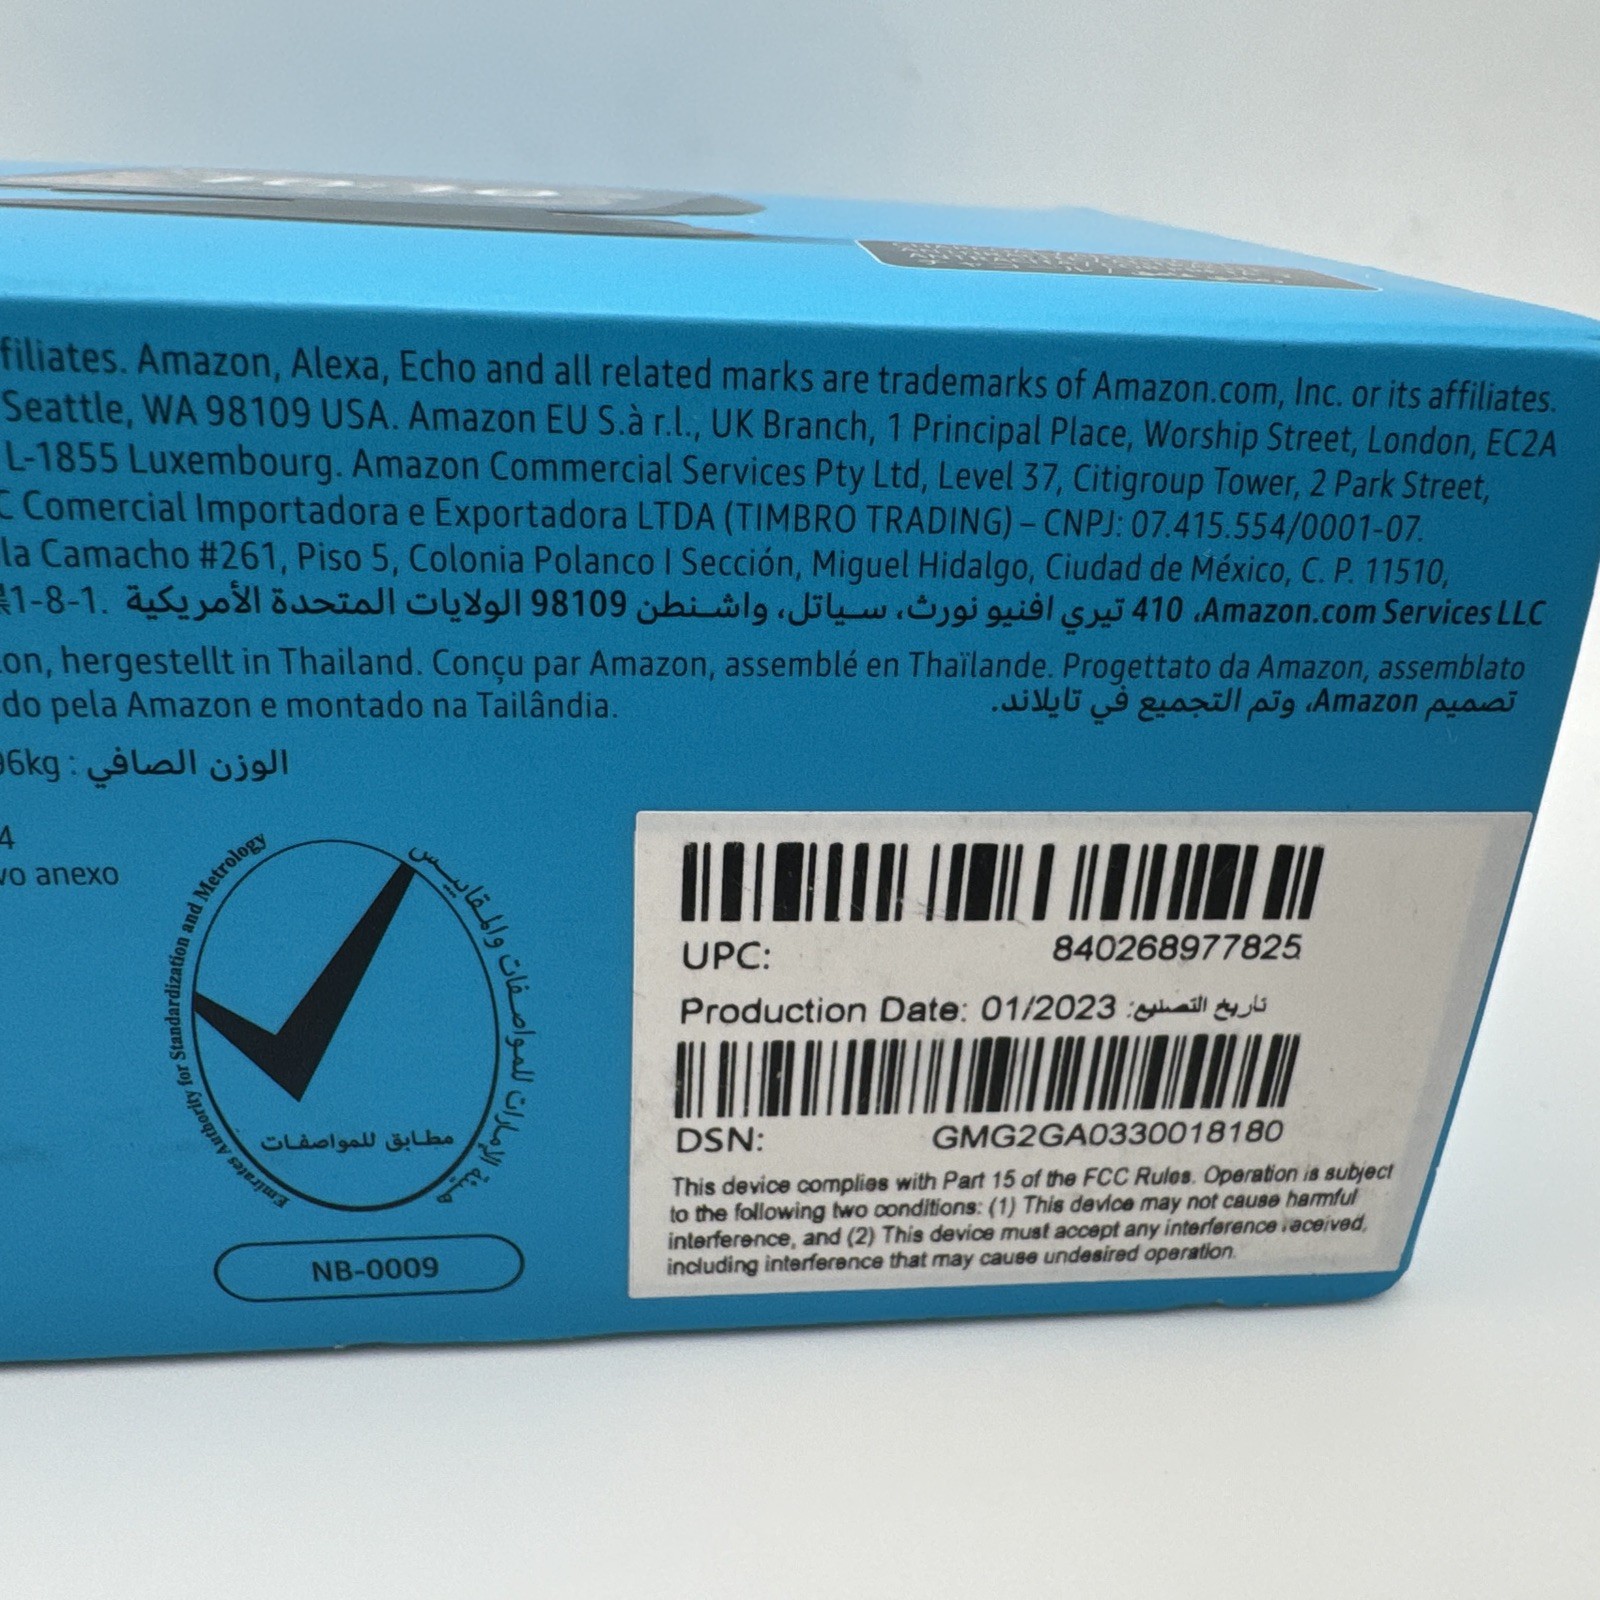 filiates. Amazon, Alexa, Echo and all related marks are trademarks of Amazon.com, Inc. or its affiliates.
Seattle, WA 98109 USA. Amazon EU S.à r.l., UK Branch, 1 Principal Place, Worship Street, London, EC2A
L-1855 Luxembourg. Amazon Commercial Services Pty Ltd, Level 37, Citigroup Tower, 2 Park Street,
C Comercial Importadora e Exportadora LTDA (TIMBRO TRADING) – CNPJ: 07.415.554/0001-07.
la Camacho #261, Piso 5, Colonia Polanco I Sección, Miguel Hidalgo, Ciudad de México, C. P. 11510,
1-8-1. Amazon.com Services LLC، 410 تيري افنيو نورث، سياتل، واشنطن 98109 الولايات المتحدة الأمريكية
on, hergestellt in Thailand. Conçu par Amazon, assemblé en Thaïlande. Progettato da Amazon, assemblato
do pela Amazon e montado na Tailândia.
تصميم Amazon، وتم التجميع في تايلاند.
96kg : الوزن الصافي
4
vo anexo
Emirates Authority for Standardization and Metrology
هيئة الإمارات للمواصفات والمقاييس
مطابق للمواصفات
NB-0009
UPC: 840268977825
Production Date: 01/2023 :تاريخ التصنيع
DSN: GMG2GA0330018180
This device complies with Part 15 of the FCC Rules. Operation is subject
to the following two conditions: (1) This device may not cause harmful
interference, and (2) This device must accept any interference received,
including interference that may cause undesired operation.